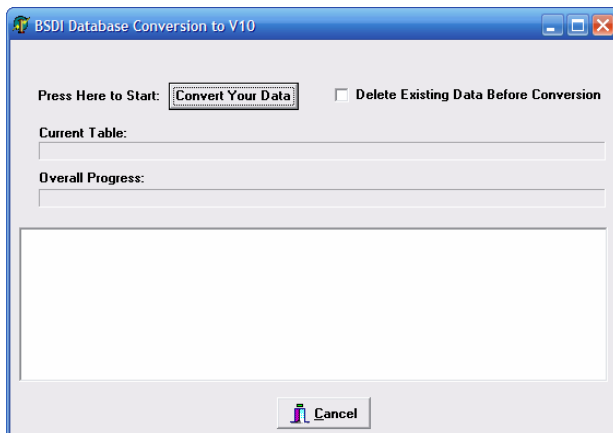 BSDI Database Conversion to V10
Press Here to Start: Convert Your Data Delete Existing Data Before Conversion
Current Table:
Overall Progress:
Cancel